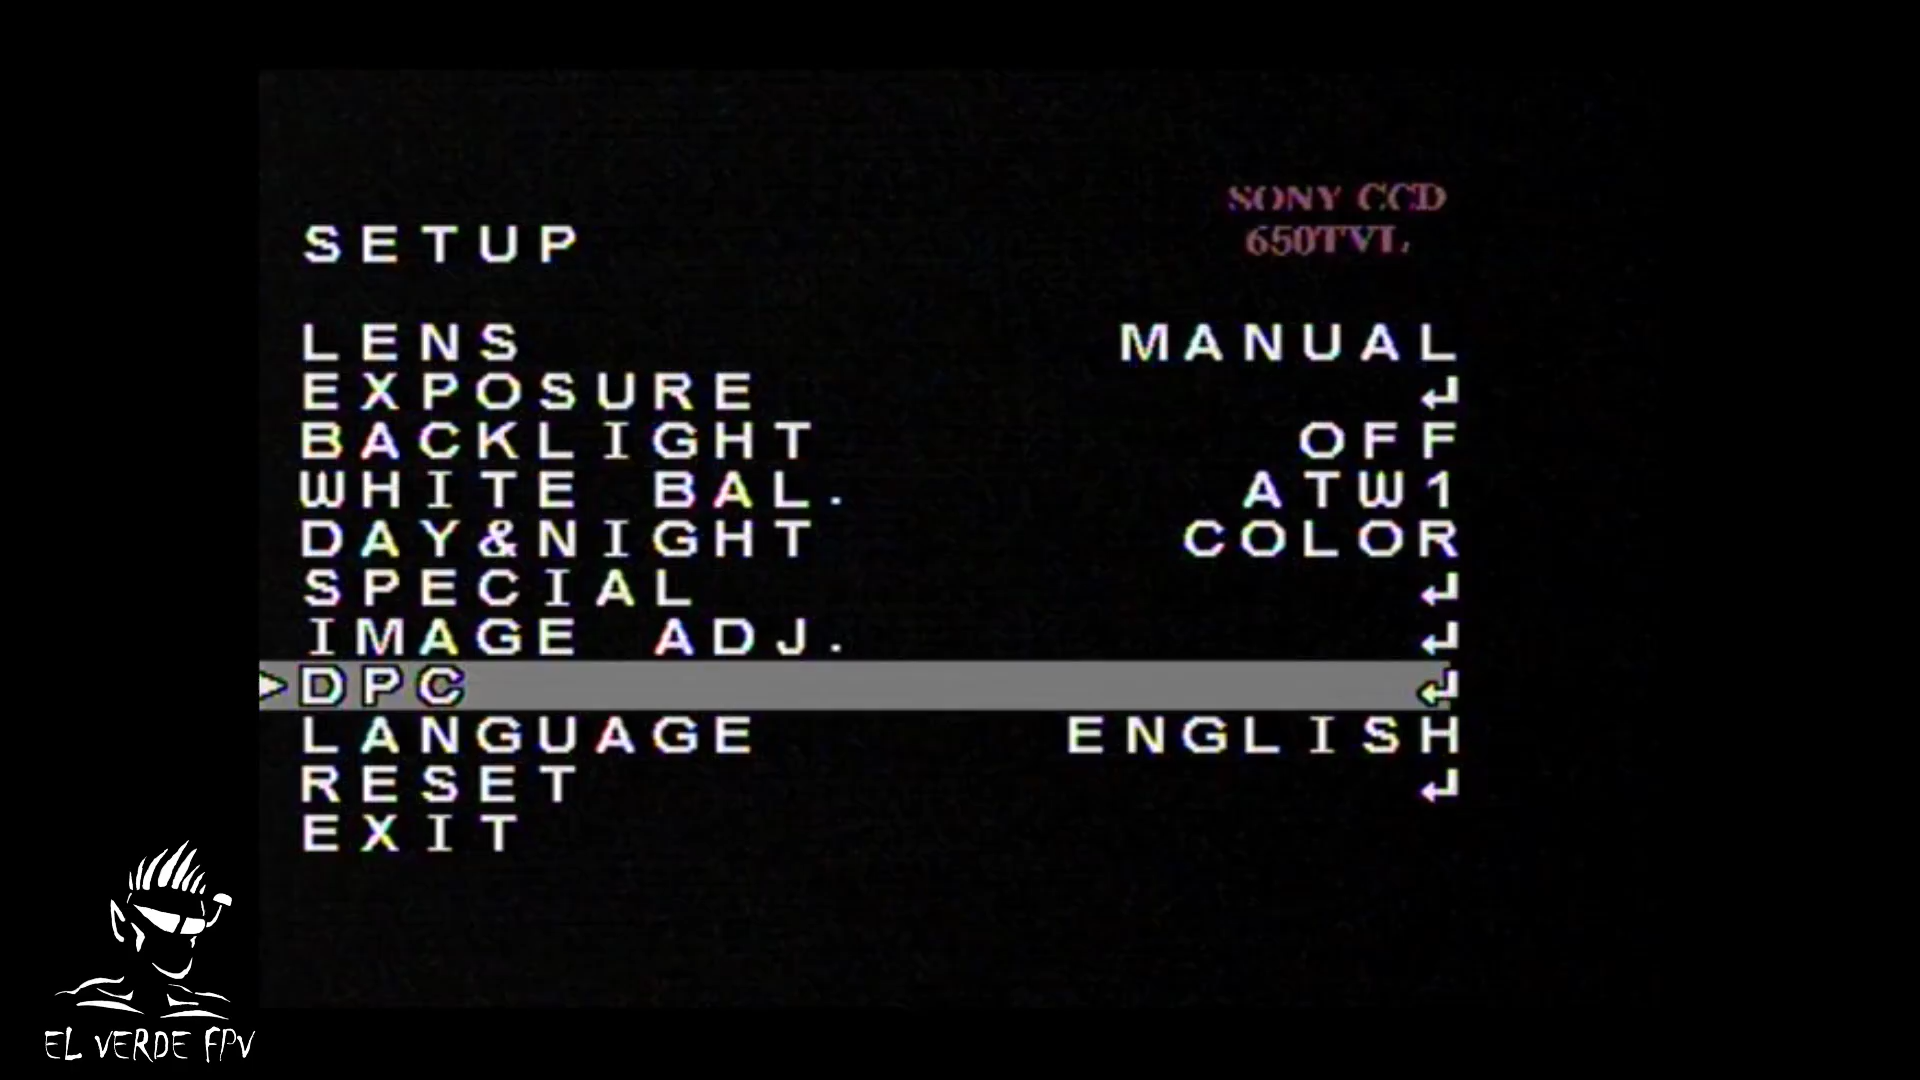 SONY CCD
650TVL
SETUP
LENS MANUAL
EXPOSURE ↵
BACKLIGHT OFF
WHITE BAL. ATW1
DAY&NIGHT COLOR
SPECIAL ↵
IMAGE ADJ. ↵
>DPC ↵
LANGUAGE ENGLISH
RESET ↵
EXIT
EL VERDE FPV